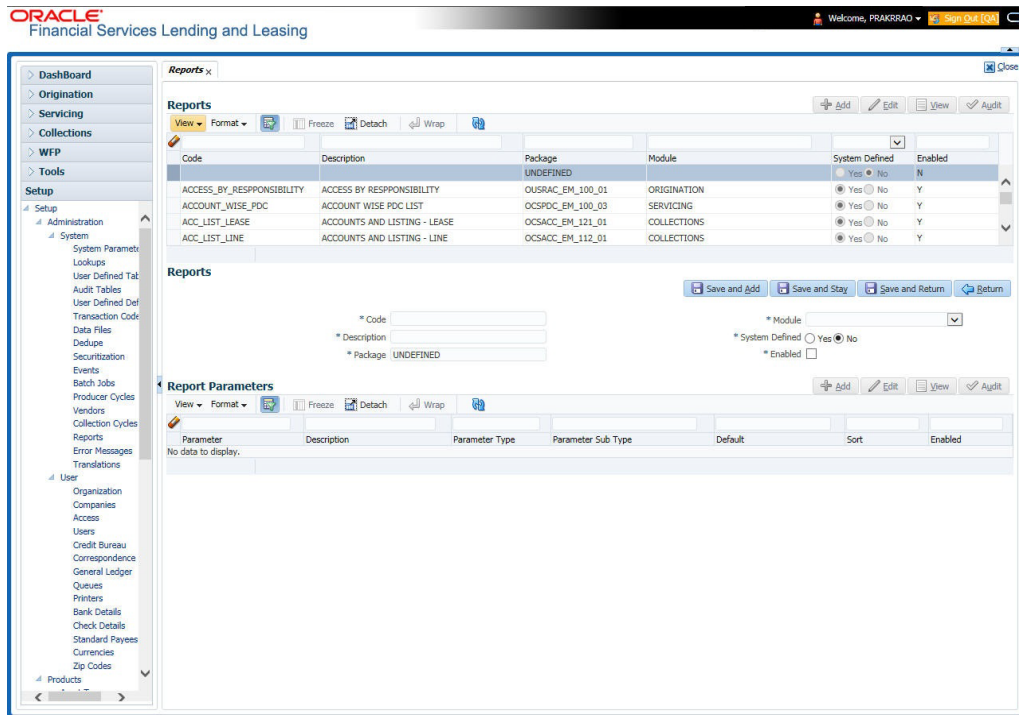 ORACLE®
Financial Services Lending and Leasing
Welcome, PRAKRRAO
Sign Out [QA]
Close
DashBoard
Origination
Servicing
Collections
WFP
Tools
Setup
Setup
Administration
System
System Paramete
Lookups
User Defined Tab
Audit Tables
User Defined Def
Transaction Code
Data Files
Dedupe
Securitization
Events
Batch Jobs
Producer Cycles
Vendors
Collection Cycles
Reports
Error Messages
Translations
User
Organization
Companies
Access
Users
Credit Bureau
Correspondence
General Ledger
Queues
Printers
Bank Details
Check Details
Standard Payees
Currencies
Zip Codes
Products
Reports
Reports
Add Edit View Audit
View Format Freeze Detach Wrap
Code Description Package Module System Defined Enabled
UNDEFINED Yes No N
ACCESS_BY_RESPPONSIBILITY ACCESS BY RESPPONSIBILITY OUSRAC_EM_100_01 ORIGINATION Yes No Y
ACCOUNT_WISE_PDC ACCOUNT WISE PDC LIST OCSPDC_EM_100_03 SERVICING Yes No Y
ACC_LIST_LEASE ACCOUNTS AND LISTING - LEASE OCSACC_EM_121_01 COLLECTIONS Yes No Y
ACC_LIST_LINE ACCOUNTS AND LISTING - LINE OCSACC_EM_112_01 COLLECTIONS Yes No Y
Reports
Save and Add Save and Stay Save and Return Return
* Code * Module
* Description * System Defined Yes No
* Package UNDEFINED * Enabled
Report Parameters
Add Edit View Audit
View Format Freeze Detach Wrap
Parameter Description Parameter Type Parameter Sub Type Default Sort Enabled
No data to display.